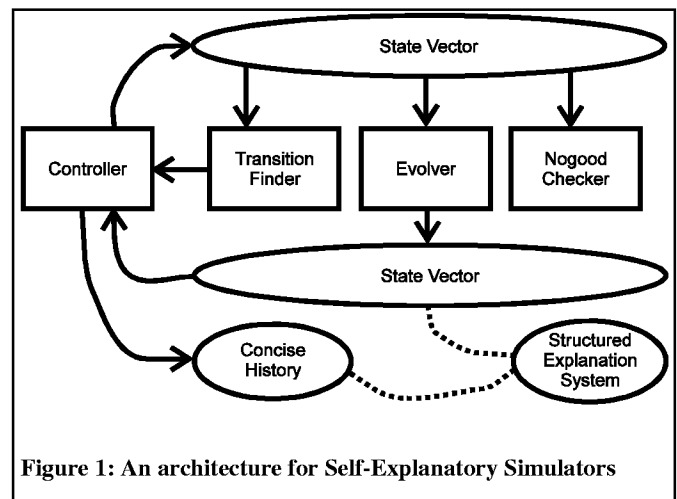 State Vector
Controller
Transition
Finder
Evolver
Nogood
Checker
State Vector
Concise
History
Structured
Explanation
System
Figure 1: An architecture for Self-Explanatory Simulators